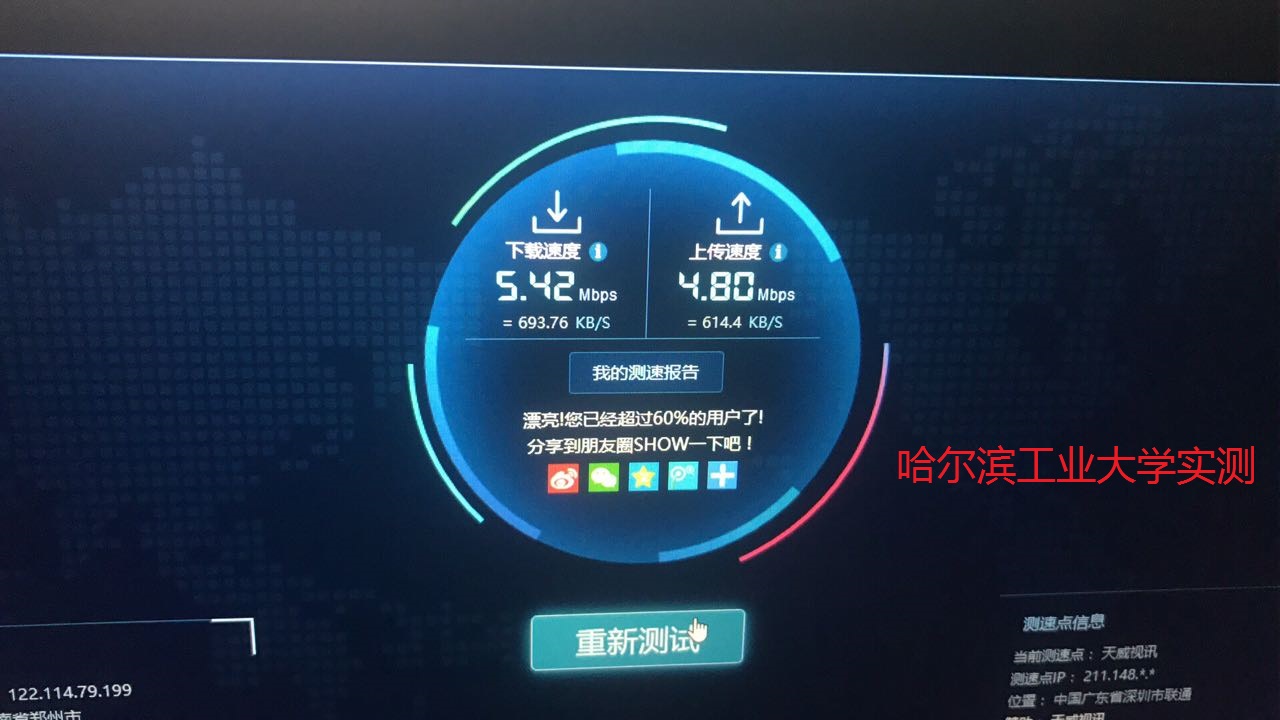 下载速度
上传速度
5.42 Mbps
4.80 Mbps
= 693.76 KB/S
= 614.4 KB/S
我的测速报告
漂亮!您已经超过60%的用户了!
分享到朋友圈SHOW一下吧!
哈尔滨工业大学实测
重新测试
测速点信息
当前测速点: 天威视讯
测速点IP: 211.148.*.*
位置: 中国广东省深圳市联通
天威视讯
122.114.79.199
南省郑州市